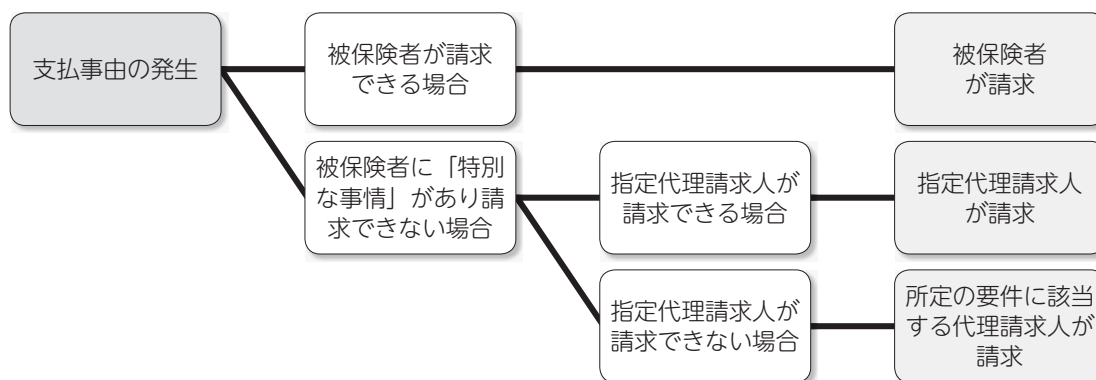 支払事由の発生
被保険者が請求
できる場合
被保険者
が請求
被保険者に「特別
な事情」があり請
求できない場合
指定代理請求人が
請求できる場合
指定代理請求人
が請求
指定代理請求人が
請求できない場合
所定の要件に該当
する代理請求人が
請求